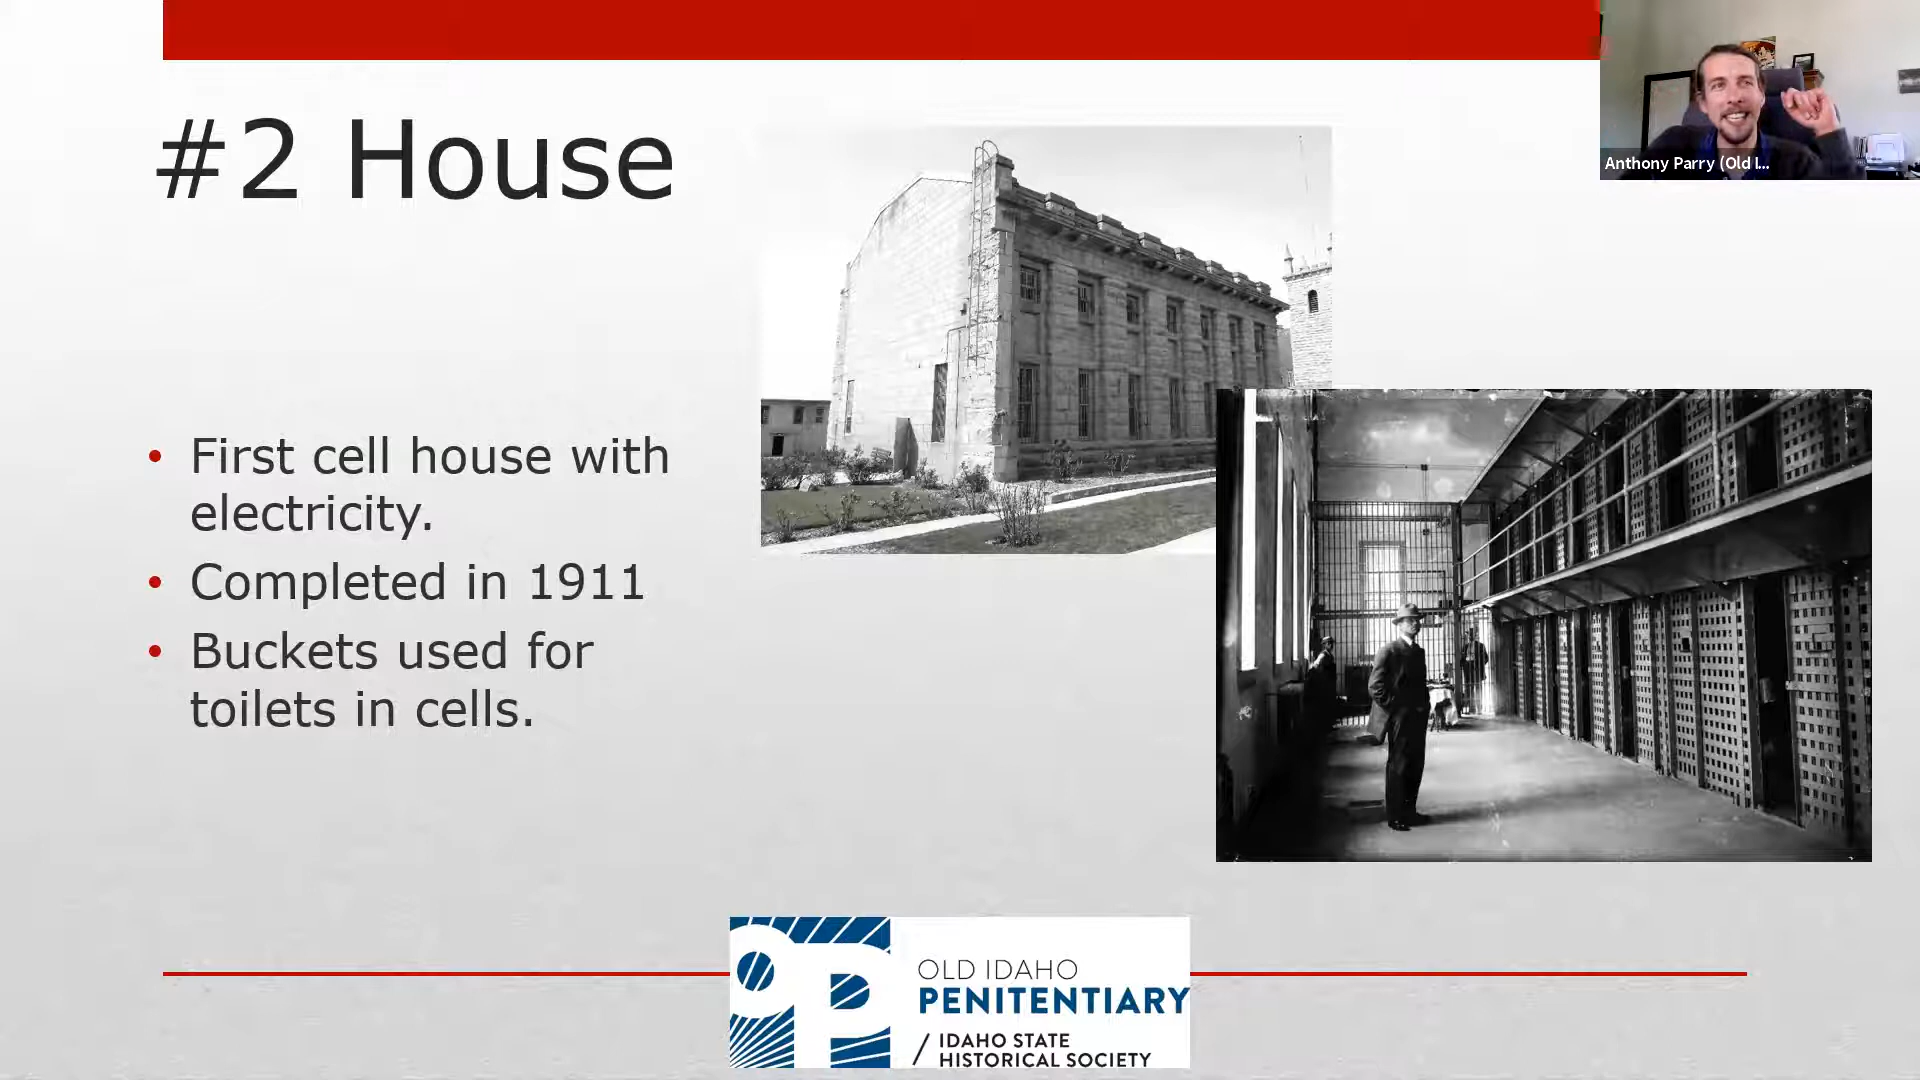 #2 House
Anthony Parry (Old I...
• First cell house with
electricity.
• Completed in 1911
• Buckets used for
toilets in cells.
OP
OLD IDAHO
PENITENTIARY
/ IDAHO STATE
HISTORICAL SOCIETY